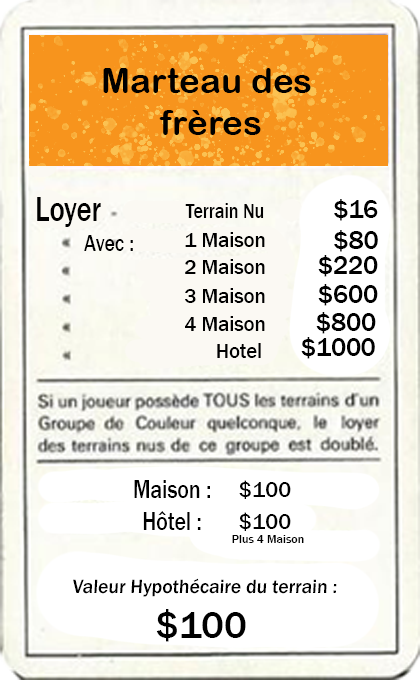 Marteau des
frères
Loyer - Terrain Nu $16
" Avec : 1 Maison $80
" 2 Maison $220
" 3 Maison $600
" 4 Maison $800
" Hotel $1000
Si un joueur possède TOUS les terrains d'un
Groupe de Couleur quelconque, le loyer
des terrains nus de ce groupe est doublé.
Maison : $100
Hôtel : $100
Plus 4 Maison
Valeur Hypothécaire du terrain :
$100